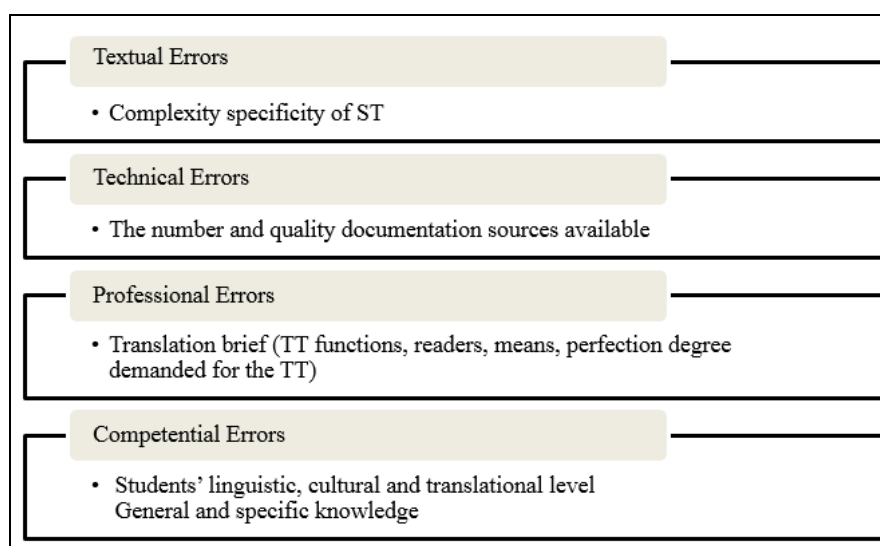 Textual Errors
• Complexity specificity of ST
Technical Errors
• The number and quality documentation sources available
Professional Errors
• Translation brief (TT functions, readers, means, perfection degree
demanded for the TT)
Competential Errors
• Students’ linguistic, cultural and translational level
General and specific knowledge